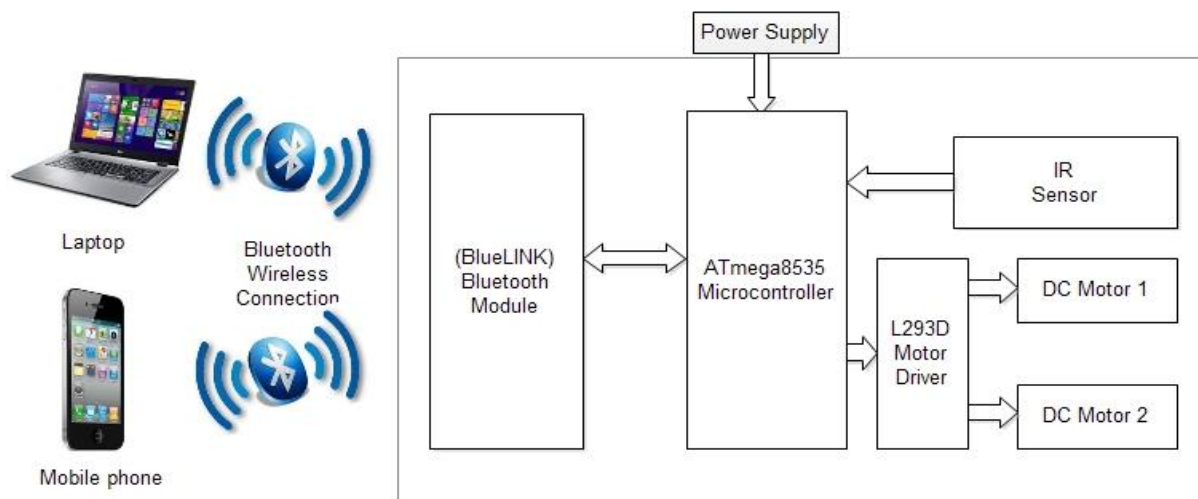 Power Supply
Laptop
Bluetooth
Wireless
Connection
Mobile phone
(BlueLINK)
Bluetooth
Module
ATmega8535
Microcontroller
IR
Sensor
L293D
Motor
Driver
DC Motor 1
DC Motor 2